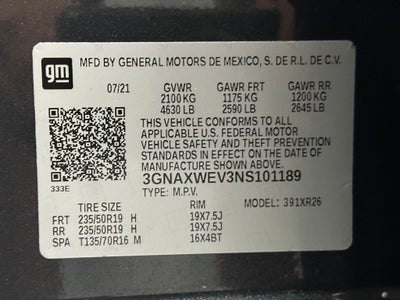 gm MFD BY GENERAL MOTORS DE MEXICO, S. DE R.L. DE C.V.
07/21 GVWR GAWR FRT GAWR RR
2100 KG 1175 KG 1200 KG
4630 LB 2590 LB 2645 LB
THIS VEHICLE CONFORMS TO ALL
APPLICABLE U.S. FEDERAL MOTOR
VEHICLE SAFETY AND THEFT
PREVENTION STANDARDS IN
EFFECT ON THE DATE OF
MANUFACTURE SHOWN ABOVE.
3GNAXWEV3NS101189
333E TYPE: M.P.V.
MODEL: 391XR26
TIRE SIZE RIM
FRT 235/50R19 H 19X7.5J
RR 235/50R19 H 19X7.5J
SPA T135/70R16 M 16X4BT